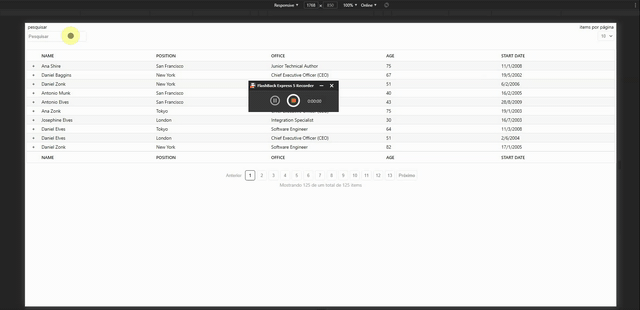 Responsive 1768 x 930 100% Online
pesquisar Items por página
Pesquisar 10
NAME POSITION OFFICE AGE START DATE
+ Ana Shire San Francisco Junior Technical Author 75 11/1/2008
+ Daniel Baggins New York Chief Executive Officer (CEO) 67 19/5/2002
+ Daniel Zonk New York 51 6/2/2006
+ Antonio Munk San Francisco 40 16/2/2005
+ Antonio Elves San Francisco 43 28/8/2009
+ Ana Zonk Tokyo 75 19/1/2003
+ Josephine Elves London Integration Specialist 30 16/7/2003
+ Daniel Elves Tokyo Software Engineer 64 11/3/2008
+ Daniel Elves London Chief Executive Officer (CEO) 51 2/6/2004
+ Daniel Zonk New York Software Engineer 82 17/1/2005
NAME POSITION OFFICE AGE START DATE
FlashBack Express 5 Recorder
0:00:00
Anterior 1 2 3 4 5 6 7 8 9 10 11 12 13 Próximo
Mostrando 125 de um total de 125 items